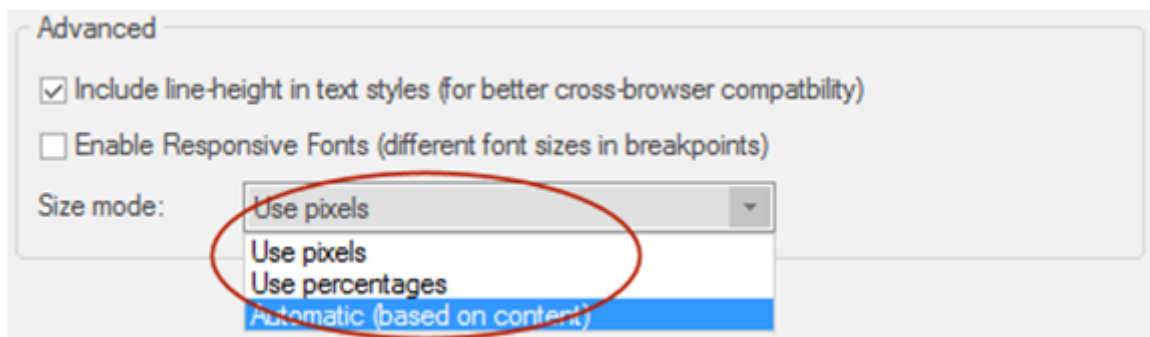 Advanced
Include line-height in text styles (for better cross-browser compatbility)
Enable Responsive Fonts (different font sizes in breakpoints)
Size mode: Use pixels
Use pixels
Use percentages
Automatic (based on content)